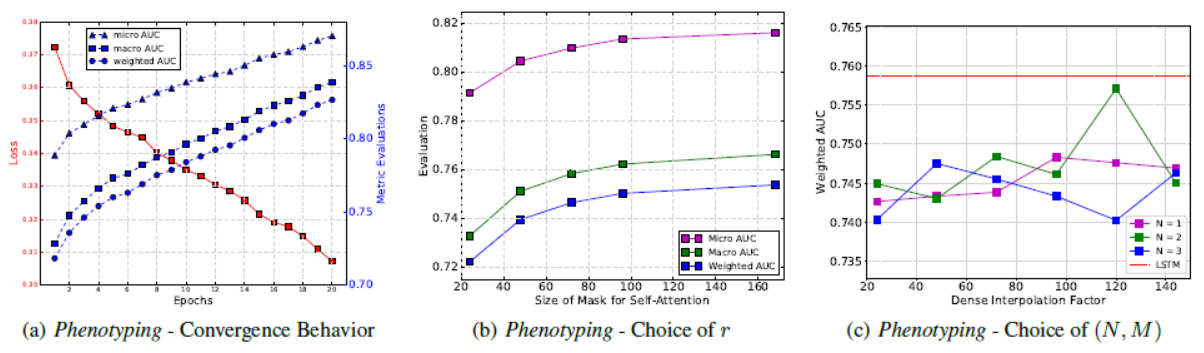 0.38
0.37
0.36
0.35
0.34
0.33
0.32
0.31
0.30
Loss
micro AUC
macro AUC
weighted AUC
0.85
0.80
0.75
0.70
Metric Evaluations
2 4 6 8 10 12 14 16 18 20
Epochs
(a) Phenotyping - Convergence Behavior
0.82
0.80
0.78
0.76
0.74
0.72
Evaluation
Micro AUC
Macro AUC
Weighted AUC
40 60 80 100 120 140 160
Size of Mask for Self-Attention
(b) Phenotyping - Choice of r
0.765
0.760
0.755
0.750
0.745
0.740
0.735
Weighted AUC
N = 1
N = 2
N = 3
LSTM
20 40 60 80 100 120 140
Dense Interpolation Factor
(c) Phenotyping - Choice of (N, M)